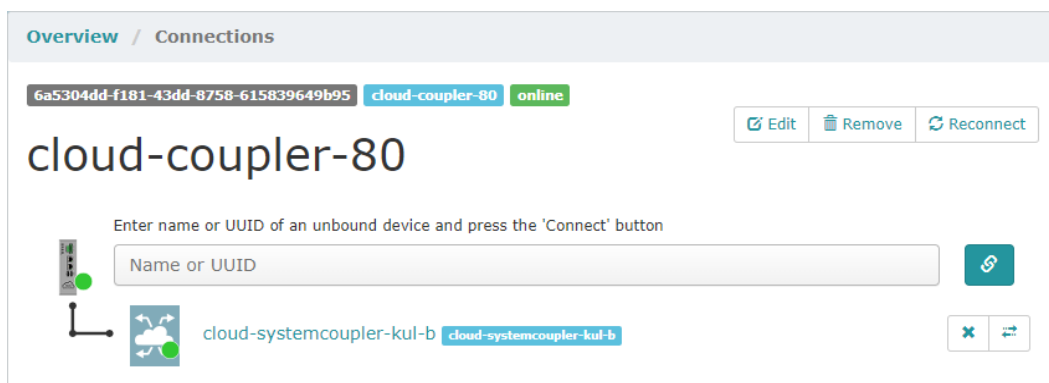 Overview / Connections
6a5304dd-f181-43dd-8758-615839649b95 cloud-coupler-80 online
Edit Remove Reconnect
cloud-coupler-80
Enter name or UUID of an unbound device and press the 'Connect' button
Name or UUID
cloud-systemcoupler-kul-b cloud-systemcoupler-kul-b